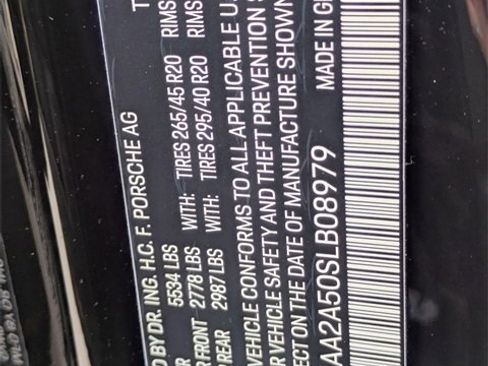 D BY DR. ING. H.C. F. PORSCHE AG
5534 LBS
R FRONT 2778 LBS WITH: TIRES 265/45 R20 RIMS
R REAR 2987 LBS WITH: TIRES 295/40 R20 RIMS
VEHICLE CONFORMS TO ALL APPLICABLE U.
R VEHICLE SAFETY AND THEFT PREVENTION S
ECT ON THE DATE OF MANUFACTURE SHOWN
MADE IN GE
AA2A50SLB08979